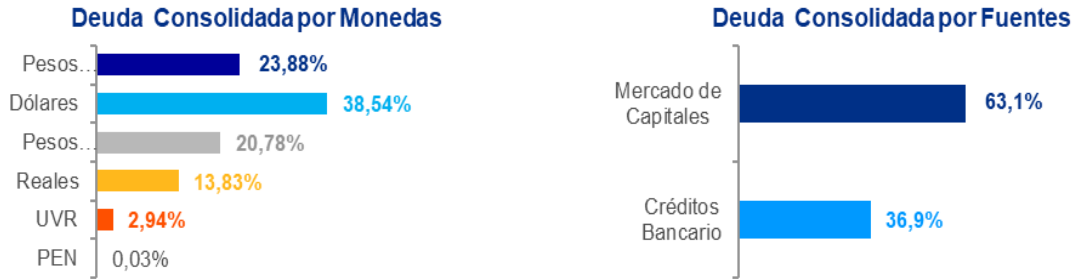 Deuda Consolidada por Monedas
Pesos... 23,88%
Dólares 38,54%
Pesos... 20,78%
Reales 13,83%
UVR 2,94%
PEN 0,03%
Deuda Consolidada por Fuentes
Mercado de
Capitales
63,1%
Créditos
Bancario
36,9%